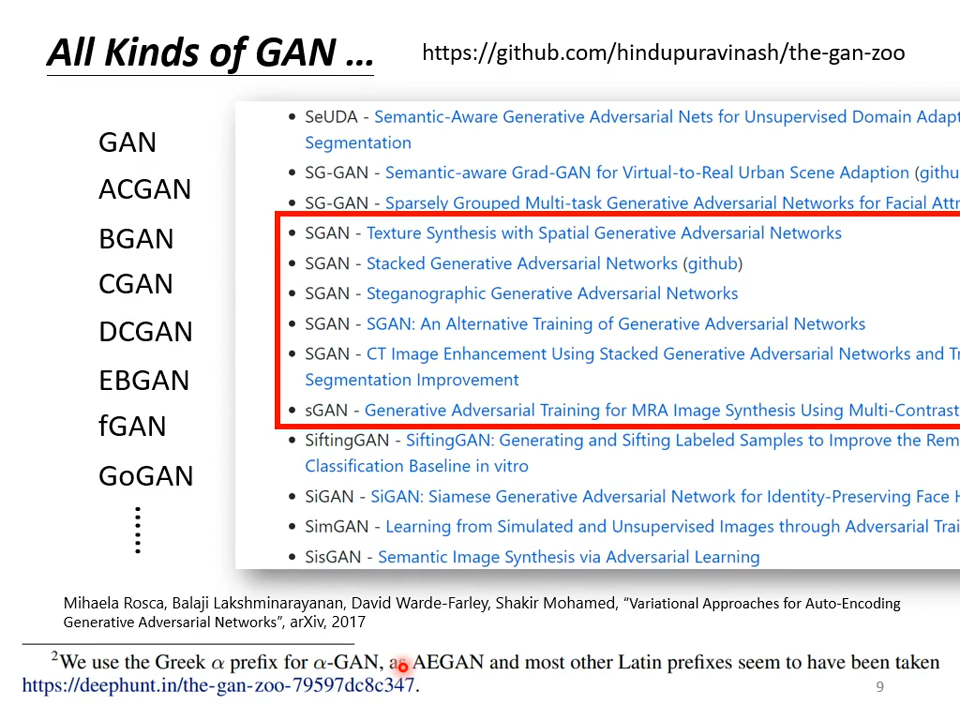 All Kinds of GAN ...
https://github.com/hindupuravinash/the-gan-zoo
GAN
ACGAN
BGAN
CGAN
DCGAN
EBGAN
fGAN
GoGAN
SeUDA - Semantic-Aware Generative Adversarial Nets for Unsupervised Domain Adapt
Segmentation
SG-GAN - Semantic-aware Grad-GAN for Virtual-to-Real Urban Scene Adaption (githu
SG-GAN - Sparsely Grouped Multi-task Generative Adversarial Networks for Facial Attr
SGAN - Texture Synthesis with Spatial Generative Adversarial Networks
SGAN - Stacked Generative Adversarial Networks (github)
SGAN - Steganographic Generative Adversarial Networks
SGAN - SGAN: An Alternative Training of Generative Adversarial Networks
SGAN - CT Image Enhancement Using Stacked Generative Adversarial Networks and Tr
Segmentation Improvement
sGAN - Generative Adversarial Training for MRA Image Synthesis Using Multi-Contrast
SiftingGAN - SiftingGAN: Generating and Sifting Labeled Samples to Improve the Rem
Classification Baseline in vitro
SiGAN - SiGAN: Siamese Generative Adversarial Network for Identity-Preserving Face H
SimGAN - Learning from Simulated and Unsupervised Images through Adversarial Trai
SisGAN - Semantic Image Synthesis via Adversarial Learning
Mihaela Rosca, Balaji Lakshminarayanan, David Warde-Farley, Shakir Mohamed, “Variational Approaches for Auto-Encoding
Generative Adversarial Networks”, arXiv, 2017
2We use the Greek α prefix for α-GAN, as AEGAN and most other Latin prefixes seem to have been taken
https://deephunt.in/the-gan-zoo-79597dc8c347.
9